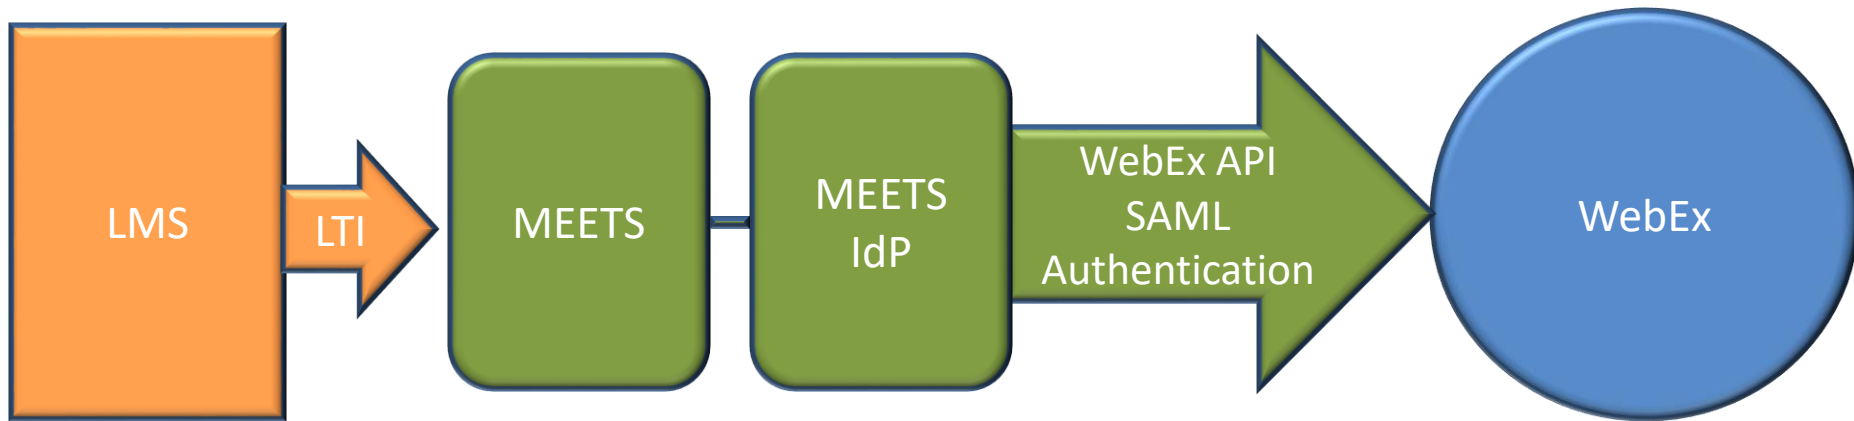 LMS
LTI
MEETS
MEETS
IdP
WebEx API
SAML
Authentication
WebEx